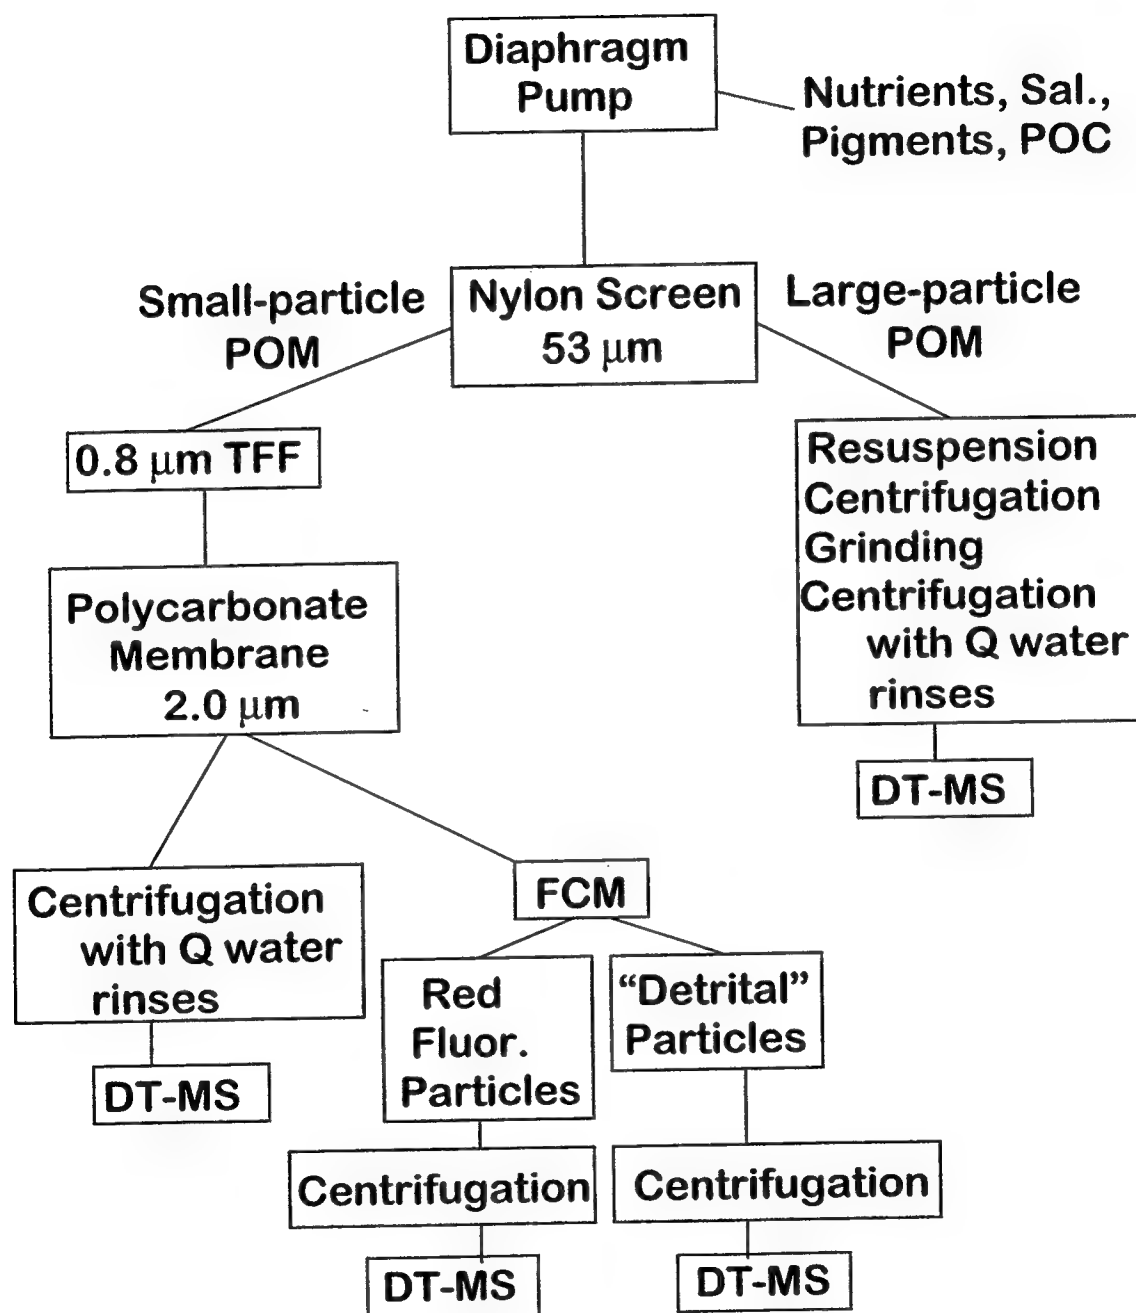 Diaphragm
Pump
Nutrients, Sal.,
Pigments, POC
Small-particle
POM
Nylon Screen
53 μm
Large-particle
POM
0.8 μm TFF
Resuspension
Centrifugation
Grinding
Centrifugation
with Q water
rinses
Polycarbonate
Membrane
2.0 μm
DT-MS
Centrifugation
with Q water
rinses
FCM
DT-MS
Red
Fluor.
Particles
“Detrital”
Particles
Centrifugation
Centrifugation
DT-MS
DT-MS